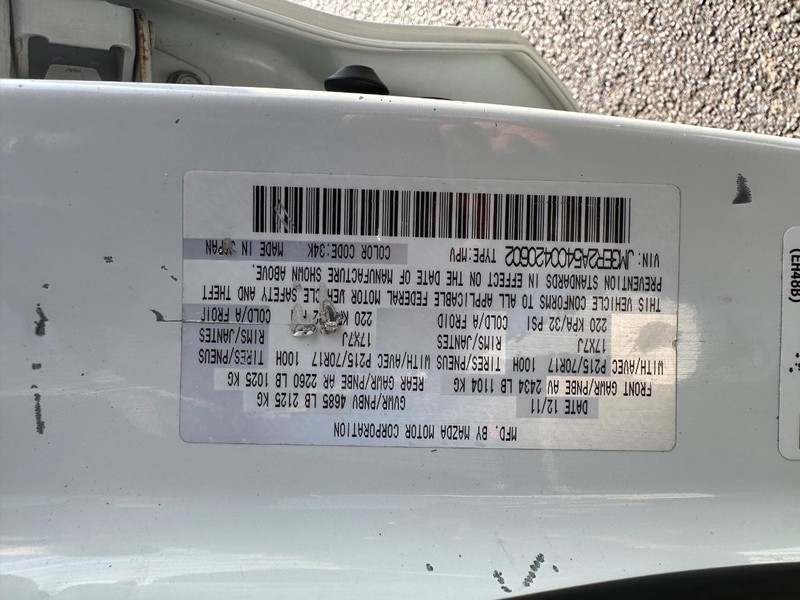 MFD. BY MAZDA MOTOR CORPORATION
DATE 12/11 GVWR/PNBV 4685 LB 2125 KG
FRONT GAWR/PNBE AV 2434 LB 1104 KG REAR GAWR/PNBE AR 2260 LB 1025 KG
WITH/AVEC P215/70R17 100H TIRES/PNEUS WITH/AVEC P215/70R17 100H TIRES/PNEUS
17X7J RIMS/JANTES 17X7J RIMS/JANTES
220 KPA/32 PSI COLD/A FROID 220 COLD/A FROID
THIS VEHICLE CONFORMS TO ALL APPLICABLE FEDERAL MOTOR VEHICLE SAFETY AND THEFT
PREVENTION STANDARDS IN EFFECT ON THE DATE OF MANUFACTURE SHOWN ABOVE.
VIN: JM3ER2A54C0420602 TYPE:MPV COLOR CODE:34K MADE IN JAPAN
(EH48B)